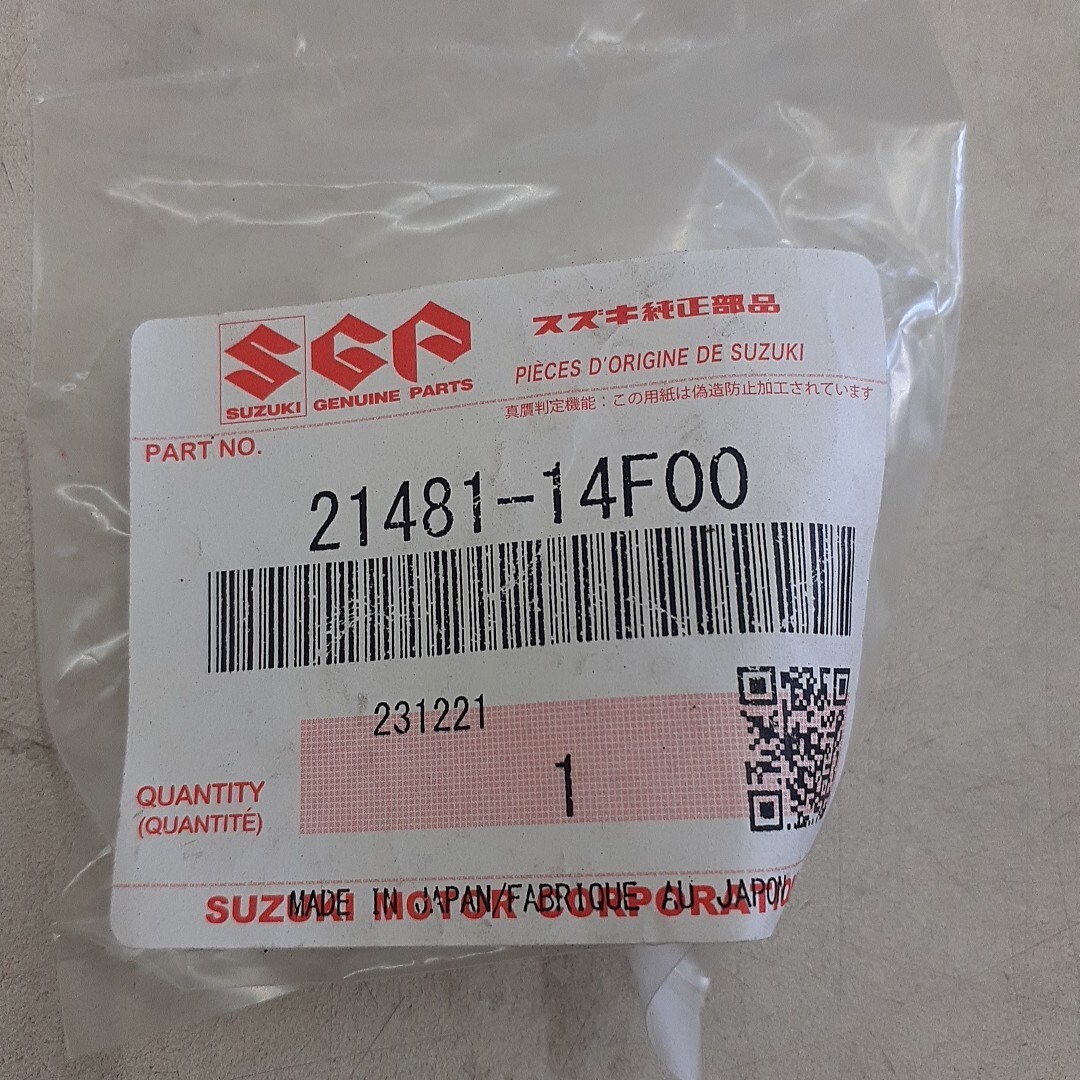 SGP
SUZUKI GENUINE PARTS
スズキ純正部品
PIÈCES D'ORIGINE DE SUZUKI
真贋判定機能：この用紙は偽造防止加工されています
PART NO.
21481-14F00
231221
1
QUANTITY
(QUANTITÉ)
MADE IN JAPAN/FABRIQUE AU JAPON
SUZUKI MOTOR CORPORAT